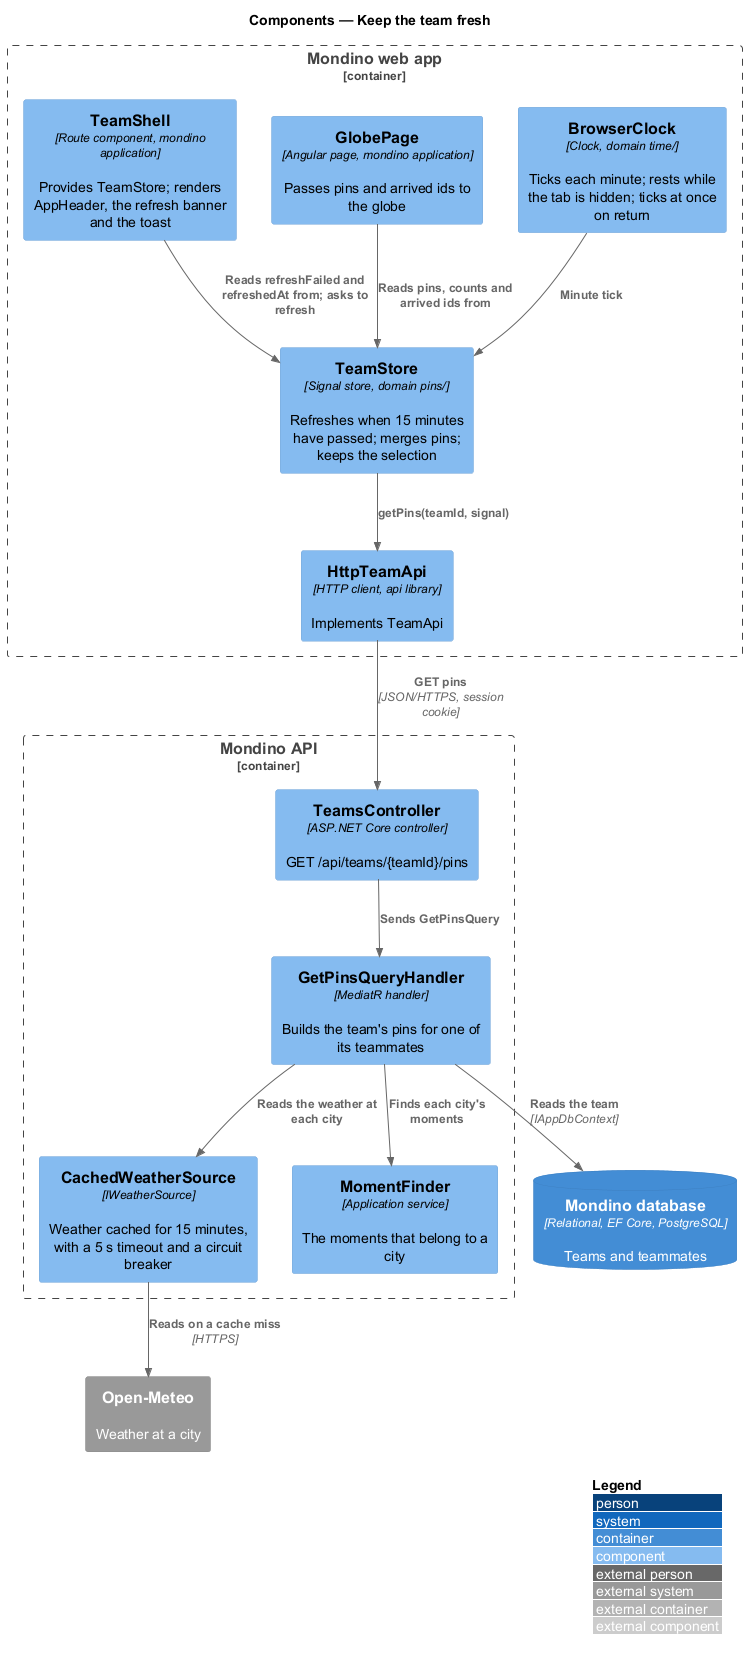 Components — Keep the team fresh
Mondino web app
[container]
TeamShell
[Route component, mondino
application]
Provides TeamStore; renders
AppHeader, the refresh banner
and the toast
GlobePage
[Angular page, mondino application]
Passes pins and arrived ids to
the globe
BrowserClock
[Clock, domain time/]
Ticks each minute; rests while
the tab is hidden; ticks at once
on return
Reads refreshFailed and
refreshedAt from; asks to
refresh
Reads pins, counts and
arrived ids from
Minute tick
TeamStore
[Signal store, domain pins/]
Refreshes when 15 minutes
have passed; merges pins;
keeps the selection
getPins(teamId, signal)
HttpTeamApi
[HTTP client, api library]
Implements TeamApi
GET pins
[JSON/HTTPS, session
cookie]
Mondino API
[container]
TeamsController
[ASP.NET Core controller]
GET /api/teams/{teamId}/pins
Sends GetPinsQuery
GetPinsQueryHandler
[MediatR handler]
Builds the team's pins for one of
its teammates
Reads the weather at
each city
Finds each city's
moments
Reads the team
[IAppDbContext]
CachedWeatherSource
[IWeatherSource]
Weather cached for 15 minutes,
with a 5 s timeout and a circuit
breaker
MomentFinder
[Application service]
The moments that belong to a
city
Mondino database
[Relational, EF Core, PostgreSQL]
Teams and teammates
Reads on a cache miss
[HTTPS]
Open-Meteo
Weather at a city
Legend
person
system
container
component
external person
external system
external container
external component